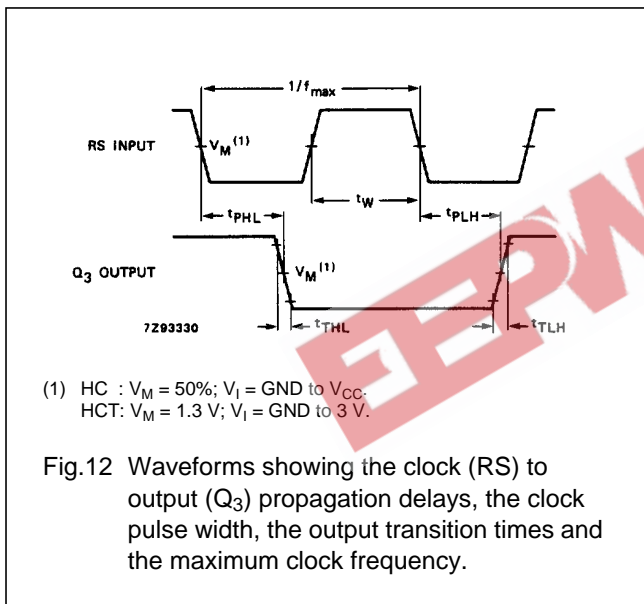 1/fmax
RS INPUT
VM(1)
tPHL
tW
tPLH
Q3 OUTPUT
VM(1)
7Z93330
tTHL
tTLH
(1) HC : VM = 50%; VI = GND to VCC.
HCT: VM = 1.3 V; VI = GND to 3 V.
Fig.12 Waveforms showing the clock (RS) to
output (Q3) propagation delays, the clock
pulse width, the output transition times and
the maximum clock frequency.
EEPW